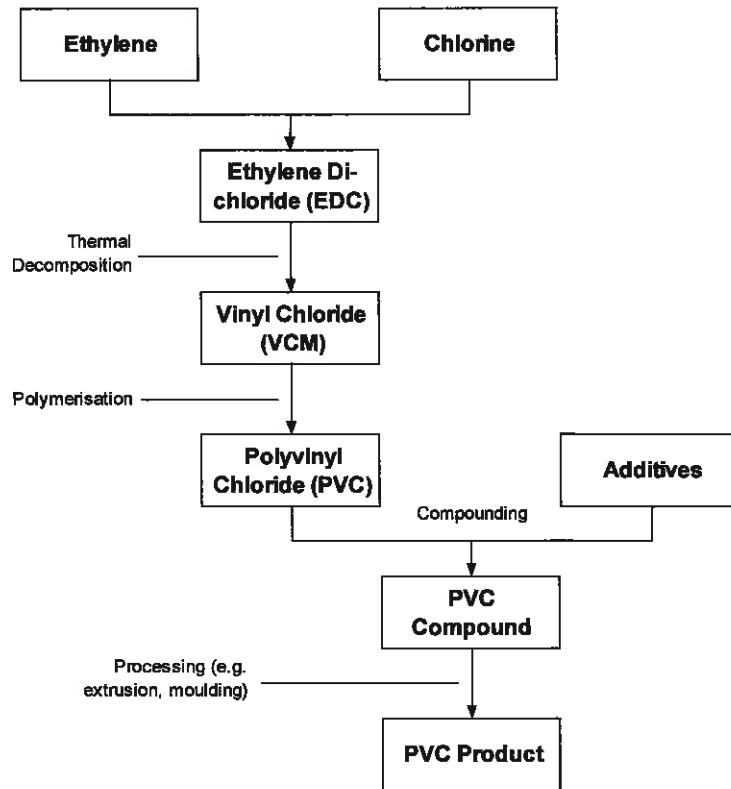 Ethylene
Chlorine
Ethylene Di-
chloride (EDC)
Thermal
Decomposition
Vinyl Chloride
(VCM)
Polymerisation
Polyvinyl
Chloride (PVC)
Additives
Compounding
PVC
Compound
Processing (e.g.
extrusion, moulding)
PVC Product